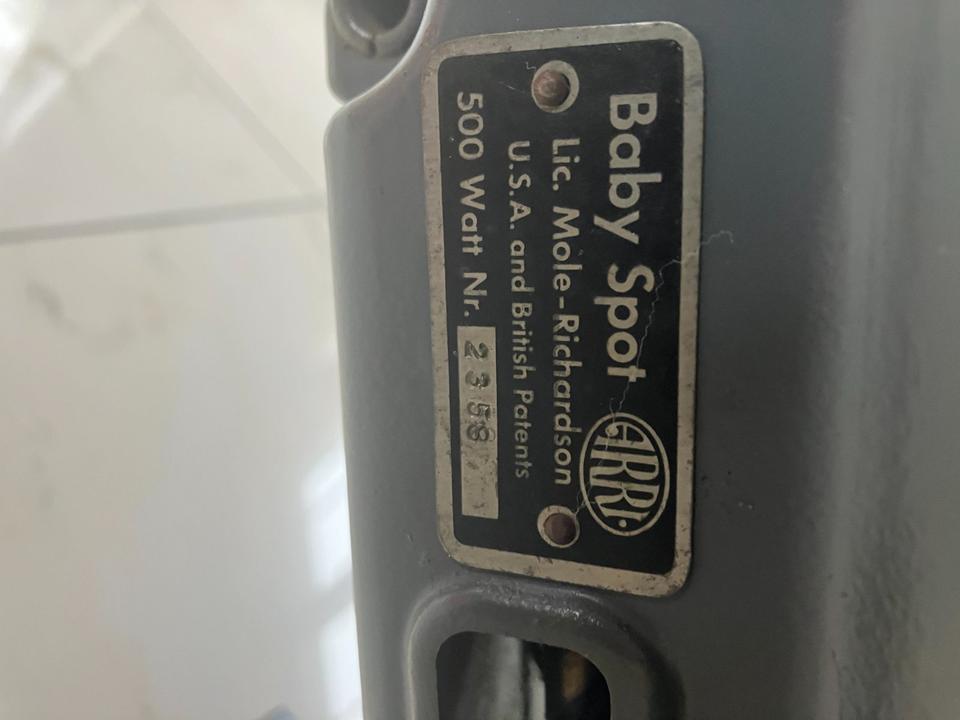 Baby Spot ARRI
Lic. Mole-Richardson
U.S.A. and British Patents
500 Watt Nr. 2358